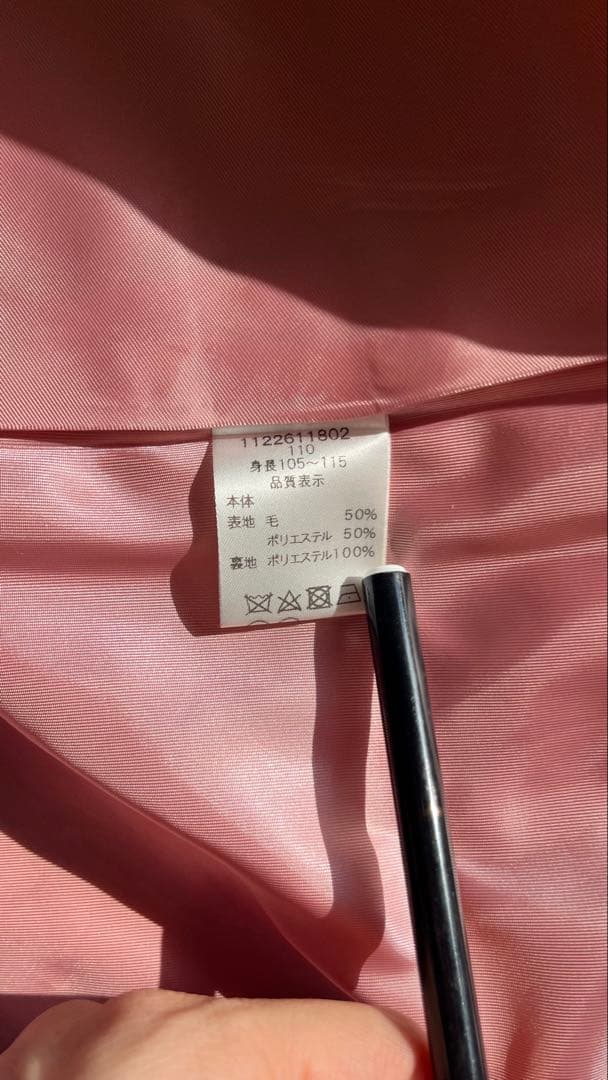 1122611802
110
身長105～115
品質表示
本体
表地 毛 50%
ポリエステル 50%
裏地 ポリエステル100%